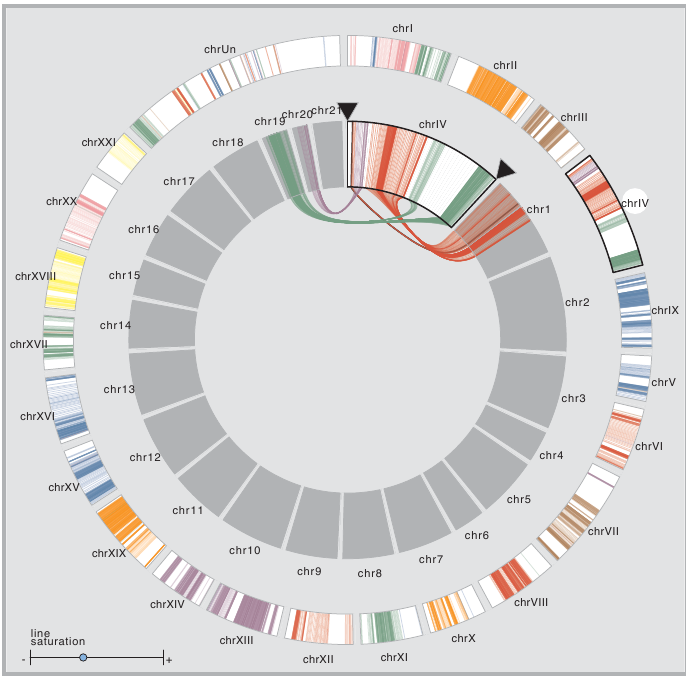 chrI
chrUn
chrII
chrIII
chrXXI
chrXX
chrIV
chrXVIII
chrIX
chrXVII
chrV
chrXVI
chrVI
chrXV
chrVII
chrXIX
chrVIII
chrXIV
chrX
chrXIII
chrXI
chrXII
chr19
chr20
chr21
chrIV
chr18
chr17
chr1
chr16
chr15
chr2
chr14
chr13
chr3
chr12
chr4
chr11
chr5
chr10
chr6
chr9
chr8
chr7
line
saturation
- +